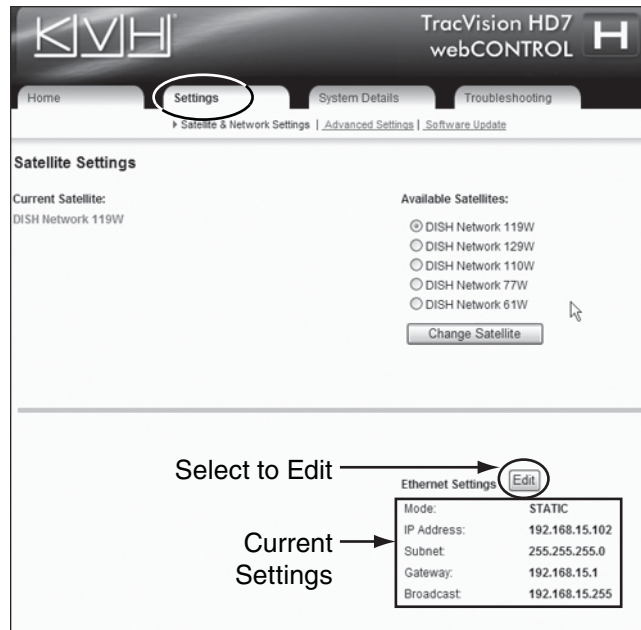 KVH
TracVision HD7
webCONTROL
H
Home
Settings
System Details
Troubleshooting
Satellite & Network Settings | Advanced Settings | Software Update
Satellite Settings
Current Satellite:
DISH Network 119W
Available Satellites:
DISH Network 119W
DISH Network 129W
DISH Network 110W
DISH Network 77W
DISH Network 61W
Change Satellite
Select to Edit
Ethernet Settings
Edit
Current
Settings
Mode: STATIC
IP Address: 192.168.15.102
Subnet: 255.255.255.0
Gateway: 192.168.15.1
Broadcast: 192.168.15.255